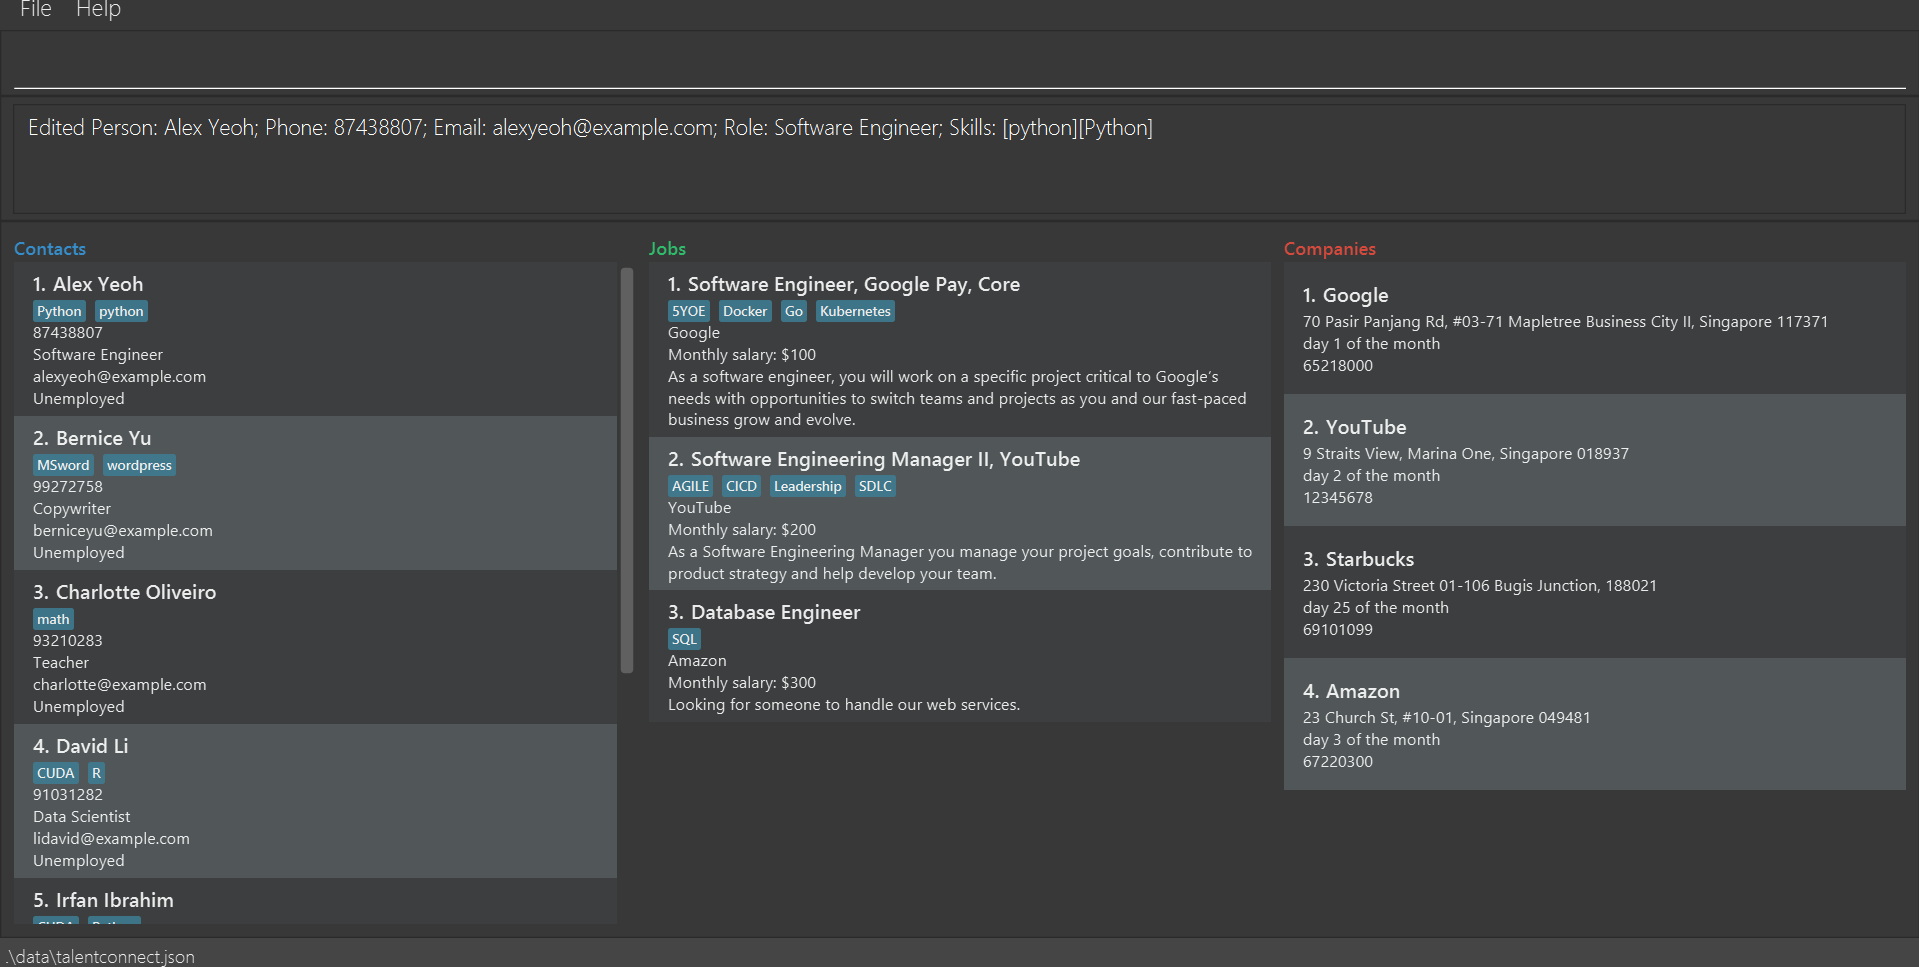 File Help
Edited Person: Alex Yeoh; Phone: 87438807; Email: alexyeoh@example.com; Role: Software Engineer; Skills: [python][Python]
Contacts
1. Alex Yeoh
Python python
87438807
Software Engineer
alexyeoh@example.com
Unemployed
2. Bernice Yu
MSword wordpress
99272758
Copywriter
berniceyu@example.com
Unemployed
3. Charlotte Oliveiro
math
93210283
Teacher
charlotte@example.com
Unemployed
4. David Li
CUDA R
91031282
Data Scientist
lidavid@example.com
Unemployed
5. Irfan Ibrahim
CUDA Python
Jobs
1. Software Engineer, Google Pay, Core
5YOE Docker Go Kubernetes
Google
Monthly salary: $100
As a software engineer, you will work on a specific project critical to Google’s
needs with opportunities to switch teams and projects as you and our fast-paced
business grow and evolve.
2. Software Engineering Manager II, YouTube
AGILE CICD Leadership SDLC
YouTube
Monthly salary: $200
As a Software Engineering Manager you manage your project goals, contribute to
product strategy and help develop your team.
3. Database Engineer
SQL
Amazon
Monthly salary: $300
Looking for someone to handle our web services.
Companies
1. Google
70 Pasir Panjang Rd, #03-71 Mapletree Business City II, Singapore 117371
day 1 of the month
65218000
2. YouTube
9 Straits View, Marina One, Singapore 018937
day 2 of the month
12345678
3. Starbucks
230 Victoria Street 01-106 Bugis Junction, 188021
day 25 of the month
69101099
4. Amazon
23 Church St, #10-01, Singapore 049481
day 3 of the month
67220300
.\data\talentconnect.json